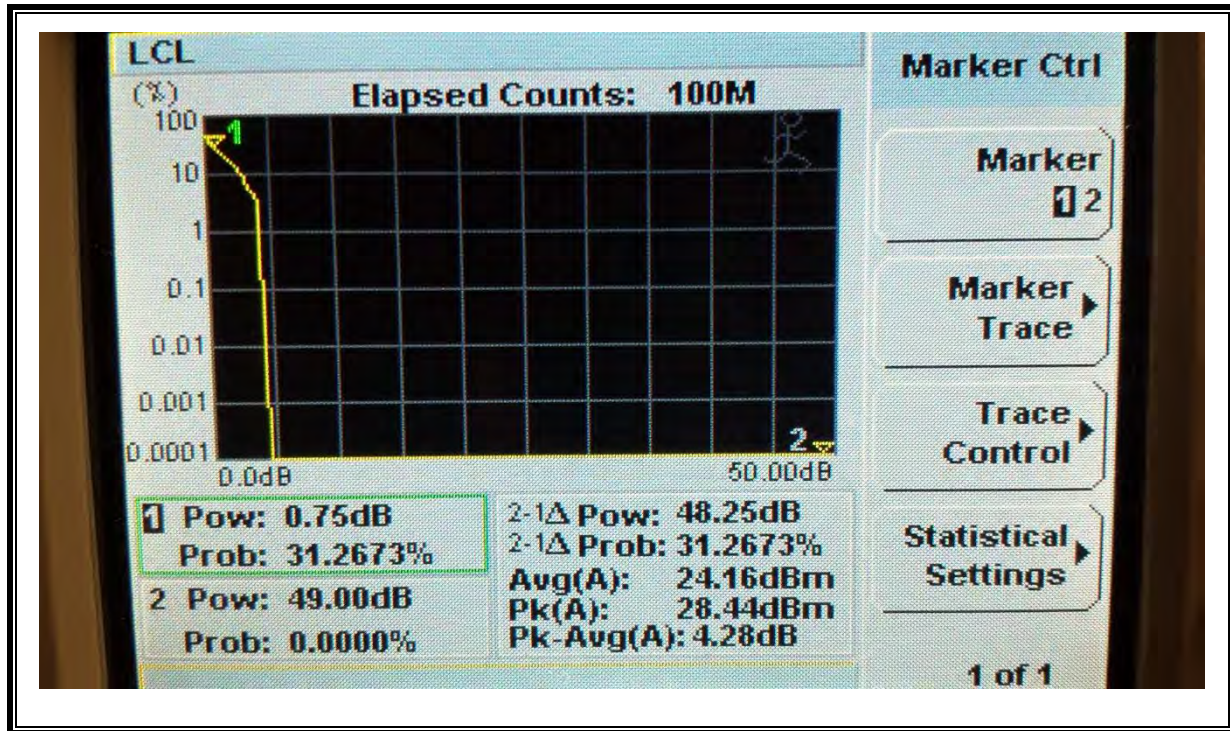 LCL
(%)
Elapsed Counts: 100M
100
10
1
0.1
0.01
0.001
0.0001
1
2
0.0dB
50.00dB
1 Pow: 0.75dB
Prob: 31.2673%
2 Pow: 49.00dB
Prob: 0.0000%
2-1Δ Pow: 48.25dB
2-1Δ Prob: 31.2673%
Avg(A): 24.16dBm
Pk(A): 28.44dBm
Pk-Avg(A): 4.28dB
Marker Ctrl
Marker
1 2
Marker
Trace
Trace
Control
Statistical
Settings
1 of 1